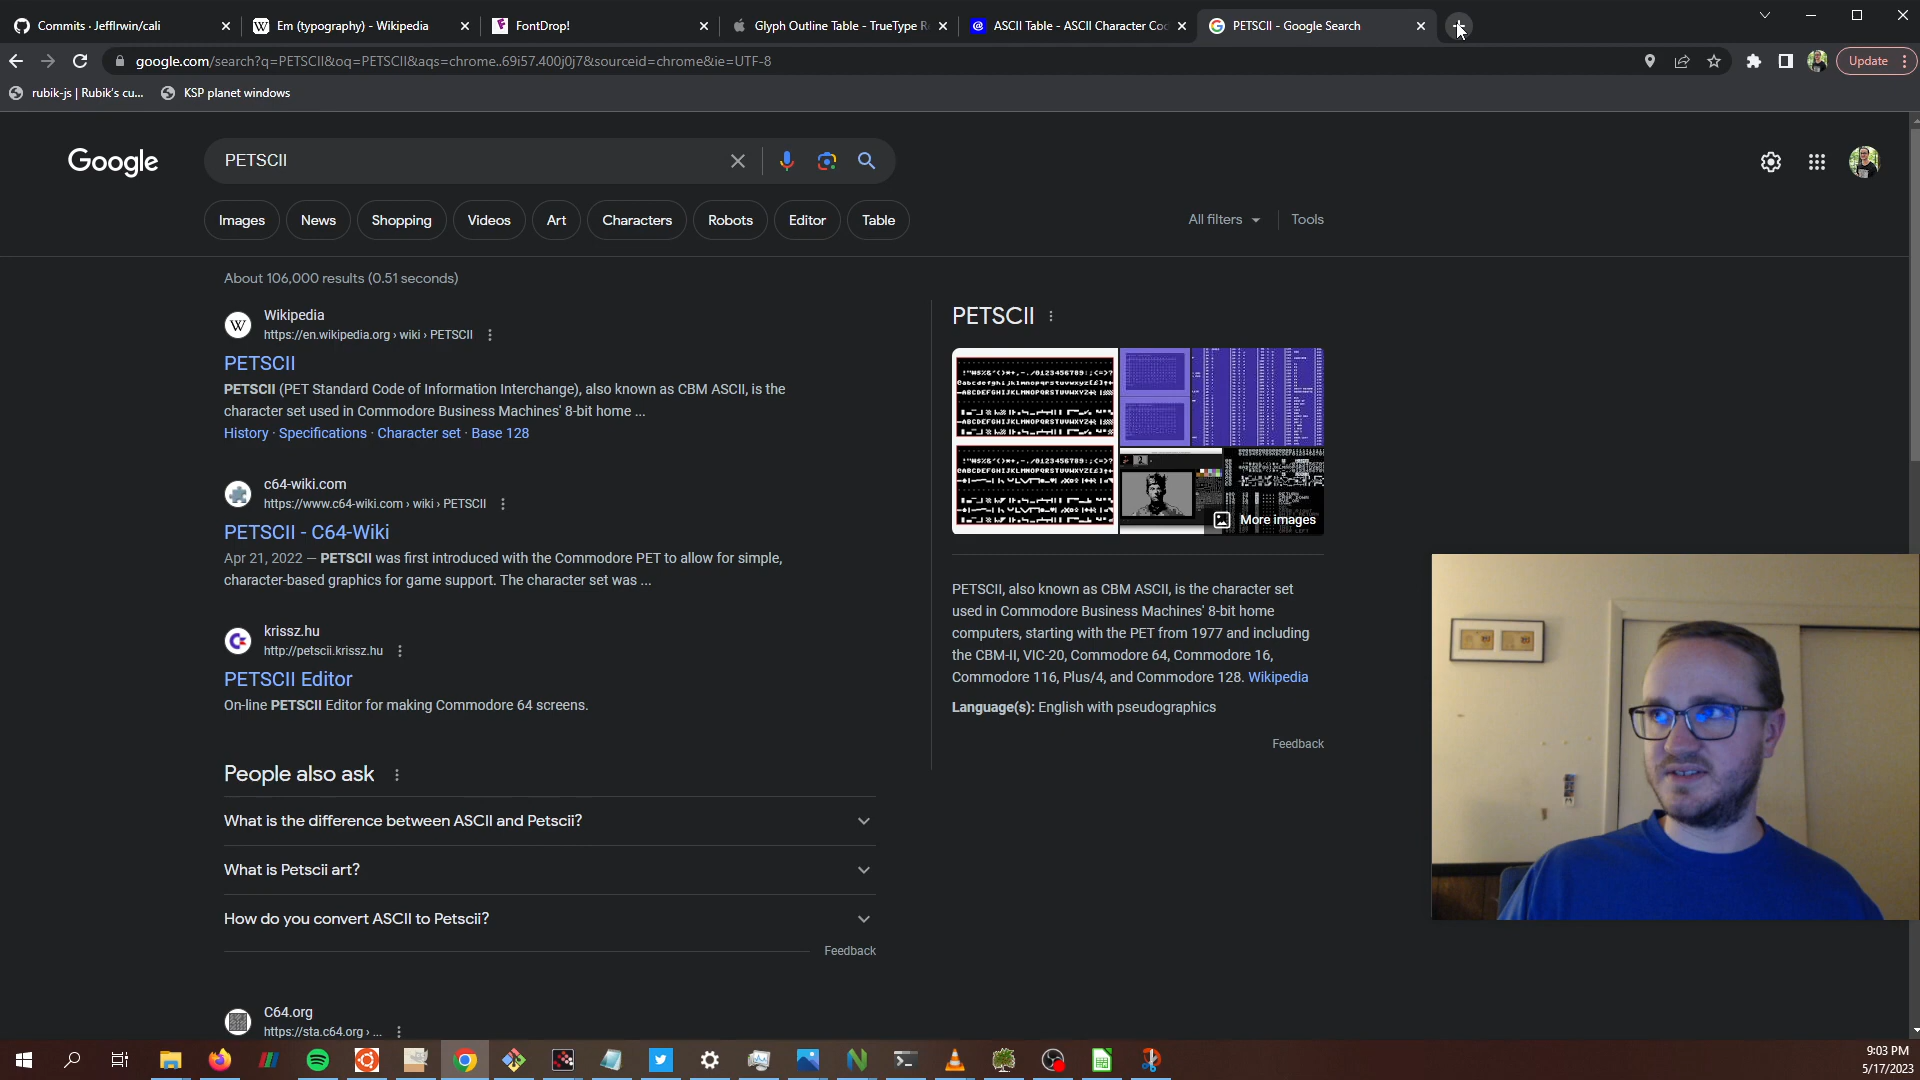 Commits · JeffIrwin/cali
Em (typography) - Wikipedia
FontDrop!
Glyph Outline Table - TrueType R
ASCII Table - ASCII Character Cod
PETSCII - Google Search
google.com/search?q=PETSCII&oq=PETSCII&aqs=chrome..69i57.400j0j7&sourceid=chrome&ie=UTF-8
Update
rubik-js | Rubik's cu...
KSP planet windows
Google
PETSCII
Images
News
Shopping
Videos
Art
Characters
Robots
Editor
Table
All filters
Tools
About 106,000 results (0.51 seconds)
Wikipedia
https://en.wikipedia.org › wiki › PETSCII
PETSCII
PETSCII (PET Standard Code of Information Interchange), also known as CBM ASCII, is the
character set used in Commodore Business Machines' 8-bit home ...
History · Specifications · Character set · Base 128
c64-wiki.com
https://www.c64-wiki.com › wiki › PETSCII
PETSCII - C64-Wiki
Apr 21, 2022 — PETSCII was first introduced with the Commodore PET to allow for simple,
character-based graphics for game support. The character set was ...
krissz.hu
http://petscii.krissz.hu
PETSCII Editor
On-line PETSCII Editor for making Commodore 64 screens.
People also ask
What is the difference between ASCII and Petscii?
What is Petscii art?
How do you convert ASCII to Petscii?
Feedback
C64.org
https://sta.c64.org › ...
PETSCII
More images
PETSCII, also known as CBM ASCII, is the character set
used in Commodore Business Machines' 8-bit home
computers, starting with the PET from 1977 and including
the CBM-II, VIC-20, Commodore 64, Commodore 16,
Commodore 116, Plus/4, and Commodore 128. Wikipedia
Language(s): English with pseudographics
Feedback
9:03 PM
5/17/2023